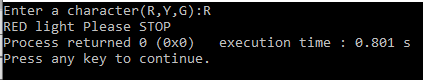 Enter a character(R,Y,G):R
RED light Please STOP
Process returned 0 (0x0)   execution time : 0.801 s
Press any key to continue.